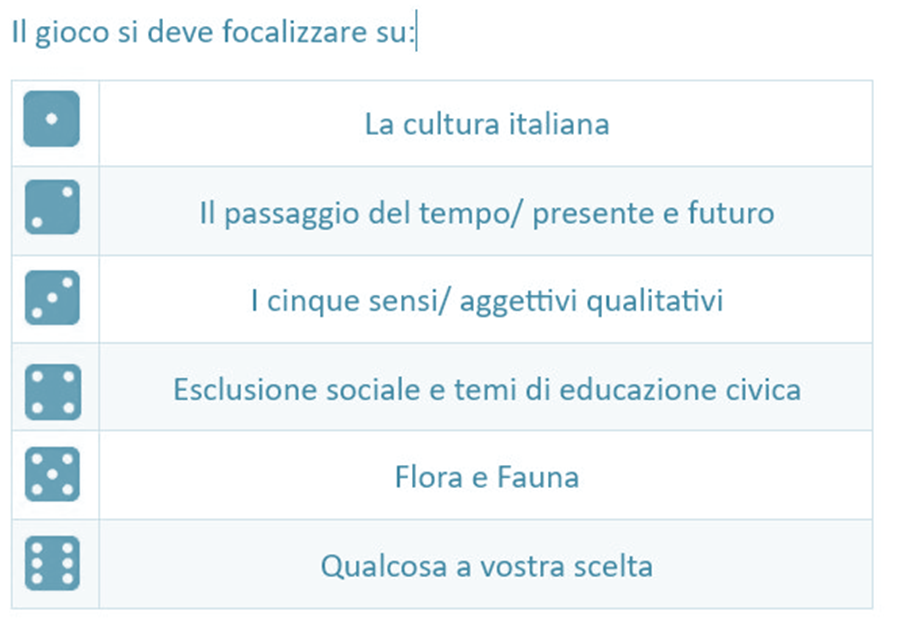 Il gioco si deve focalizzare su:
La cultura italiana
Il passaggio del tempo/ presente e futuro
I cinque sensi/ aggettivi qualitativi
Esclusione sociale e temi di educazione civica
Flora e Fauna
Qualcosa a vostra scelta